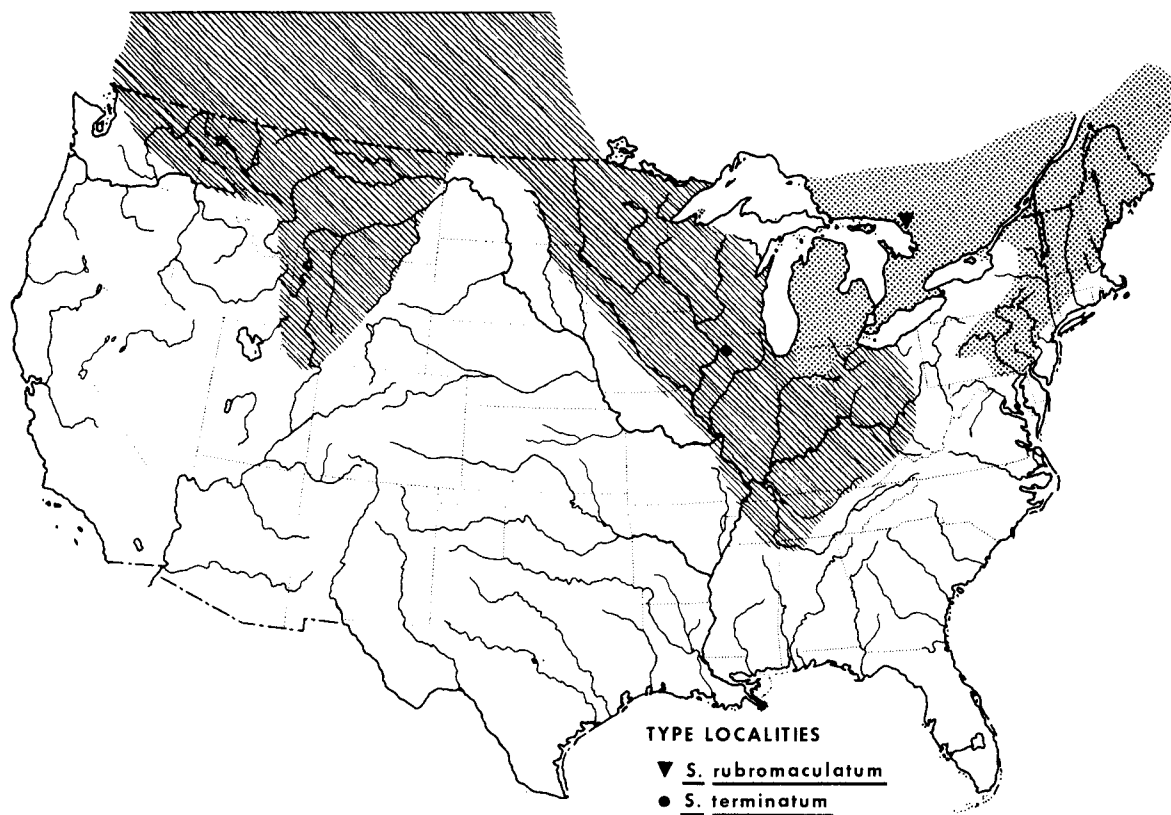 TYPE LOCALITIES
▼ S. rubromaculatum
● S. terminatum